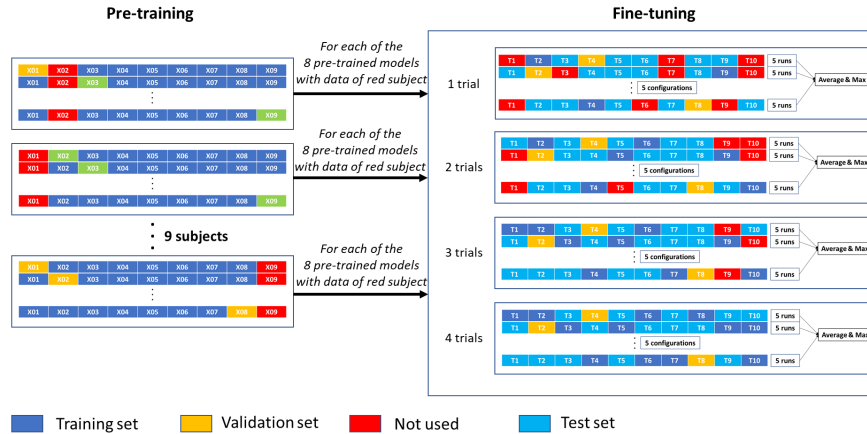 Pre-training
Fine-tuning
X01 X02 X03 X04 X05 X06 X07 X08 X09
X01 X02 X03 X04 X05 X06 X07 X08 X09
X01 X02 X03 X04 X05 X06 X07 X08 X09
For each of the
8 pre-trained models
with data of red subject
X01 X02 X03 X04 X05 X06 X07 X08 X09
X01 X02 X03 X04 X05 X06 X07 X08 X09
X01 X02 X03 X04 X05 X06 X07 X08 X09
For each of the
8 pre-trained models
with data of red subject
9 subjects
X01 X02 X03 X04 X05 X06 X07 X08 X09
X01 X02 X03 X04 X05 X06 X07 X08 X09
X01 X02 X03 X04 X05 X06 X07 X08 X09
For each of the
8 pre-trained models
with data of red subject
1 trial
T1 T2 T3 T4 T5 T6 T7 T8 T9 T10 5 runs
T1 T2 T3 T4 T5 T6 T7 T8 T9 T10 5 runs
5 configurations
Average & Max
T1 T2 T3 T4 T5 T6 T7 T8 T9 T10 5 runs
2 trials
T1 T2 T3 T4 T5 T6 T7 T8 T9 T10 5 runs
T1 T2 T3 T4 T5 T6 T7 T8 T9 T10 5 runs
5 configurations
Average & Max
T1 T2 T3 T4 T5 T6 T7 T8 T9 T10 5 runs
3 trials
T1 T2 T3 T4 T5 T6 T7 T8 T9 T10 5 runs
T1 T2 T3 T4 T5 T6 T7 T8 T9 T10 5 runs
5 configurations
Average & Max
T1 T2 T3 T4 T5 T6 T7 T8 T9 T10 5 runs
4 trials
T1 T2 T3 T4 T5 T6 T7 T8 T9 T10 5 runs
T1 T2 T3 T4 T5 T6 T7 T8 T9 T10 5 runs
5 configurations
Average & Max
T1 T2 T3 T4 T5 T6 T7 T8 T9 T10 5 runs
Training set
Validation set
Not used
Test set